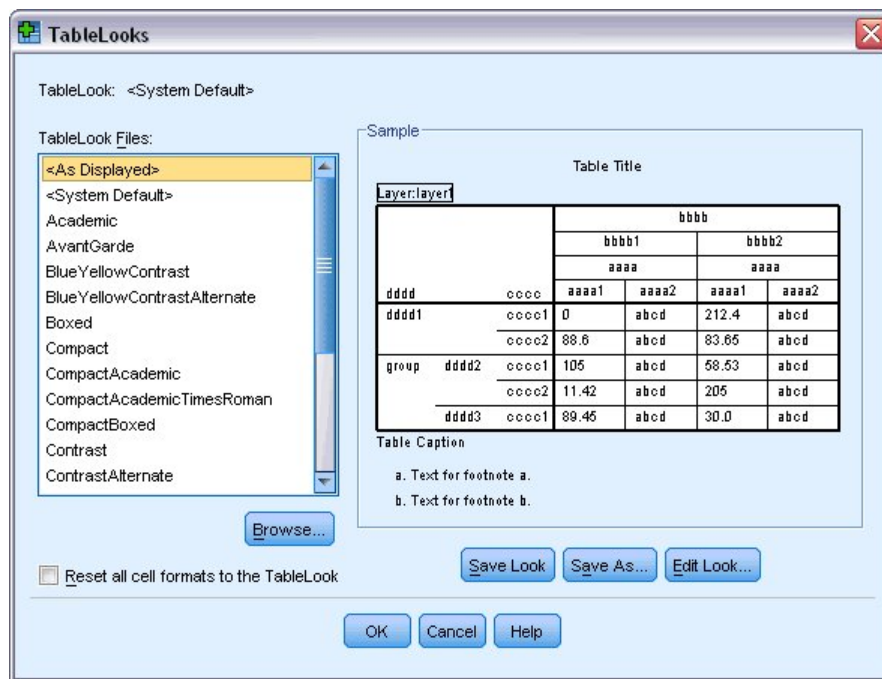 TableLooks
TableLook: <System Default>
TableLook Files:
<As Displayed>
<System Default>
Academic
AvantGarde
BlueYellowContrast
BlueYellowContrastAlternate
Boxed
Compact
CompactAcademic
CompactAcademicTimesRoman
CompactBoxed
Contrast
ContrastAlternate
Browse...
Reset all cell formats to the TableLook
Sample
Table Title
Layer:layer1
bbbb
bbbb1 bbbb2
aaaa aaaa
dddd cccc aaaa1 aaaa2 aaaa1 aaaa2
dddd1 cccc1 0 abcd 212.4 abcd
cccc2 88.6 abcd 83.65 abcd
group dddd2 cccc1 105 abcd 58.53 abcd
cccc2 11.42 abcd 205 abcd
dddd3 cccc1 89.45 abcd 30.0 abcd
Table Caption
a. Text for footnote a.
b. Text for footnote b.
Save Look Save As... Edit Look...
OK Cancel Help